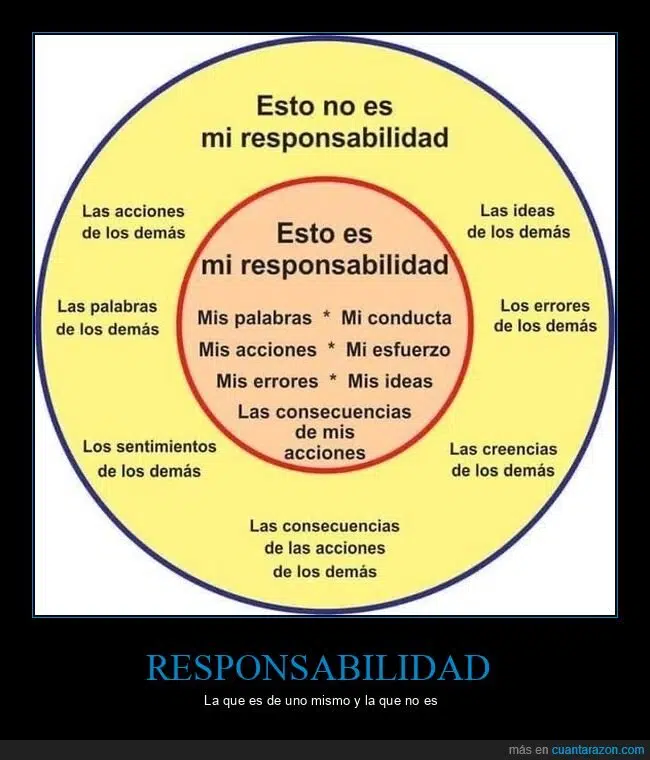 Esto no es
mi responsabilidad
Las acciones
de los demás
Las ideas
de los demás
Esto es
mi responsabilidad
Las palabras
de los demás
Los errores
de los demás
Mis palabras * Mi conducta
Mis acciones * Mi esfuerzo
Mis errores * Mis ideas
Las consecuencias
de mis
acciones
Los sentimientos
de los demás
Las creencias
de los demás
Las consecuencias
de las acciones
de los demás
RESPONSABILIDAD
La que es de uno mismo y la que no es
más en cuantarazon.com